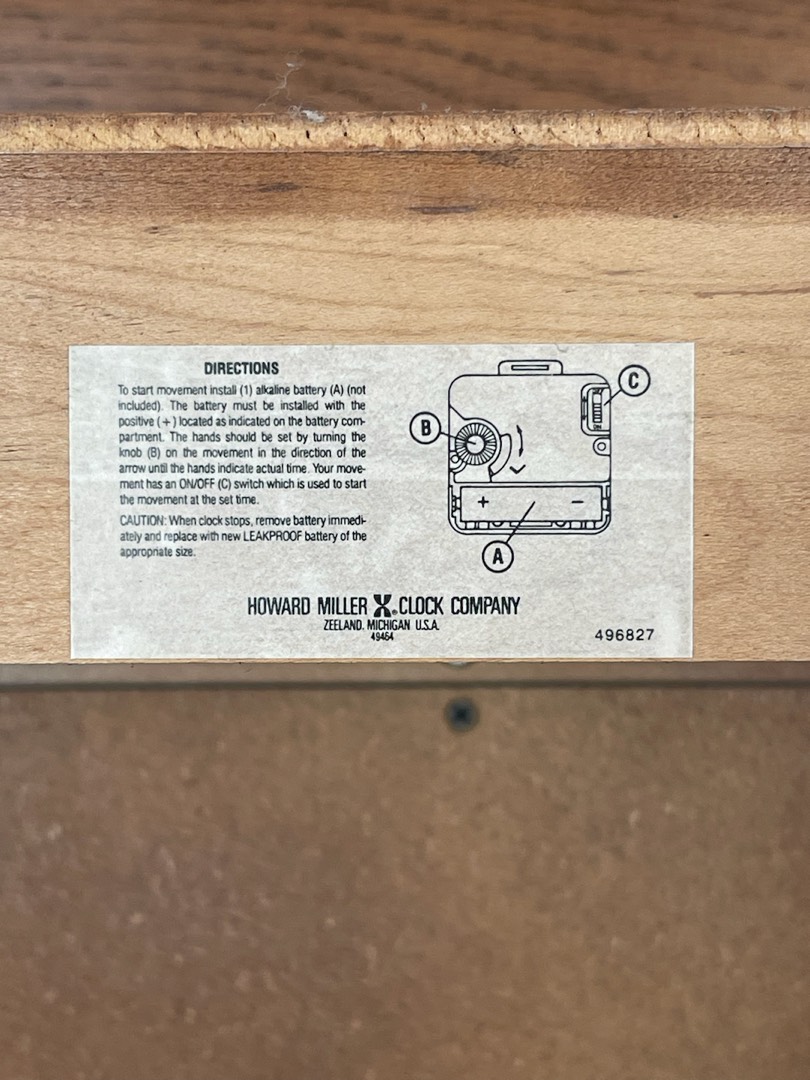 DIRECTIONS
To start movement install (1) alkaline battery (A) (not
included). The battery must be installed with the
positive (+) located as indicated on the battery com-
partment. The hands should be set by turning the
knob (B) on the movement in the direction of the
arrow until the hands indicate actual time. Your move-
ment has an ON/OFF (C) switch which is used to start
the movement at the set time.
CAUTION: When clock stops, remove battery immedi-
ately and replace with new LEAKPROOF battery of the
appropriate size.
C
B
+ −
A
HOWARD MILLER ® CLOCK COMPANY
ZEELAND, MICHIGAN U.S.A.
49464
496827